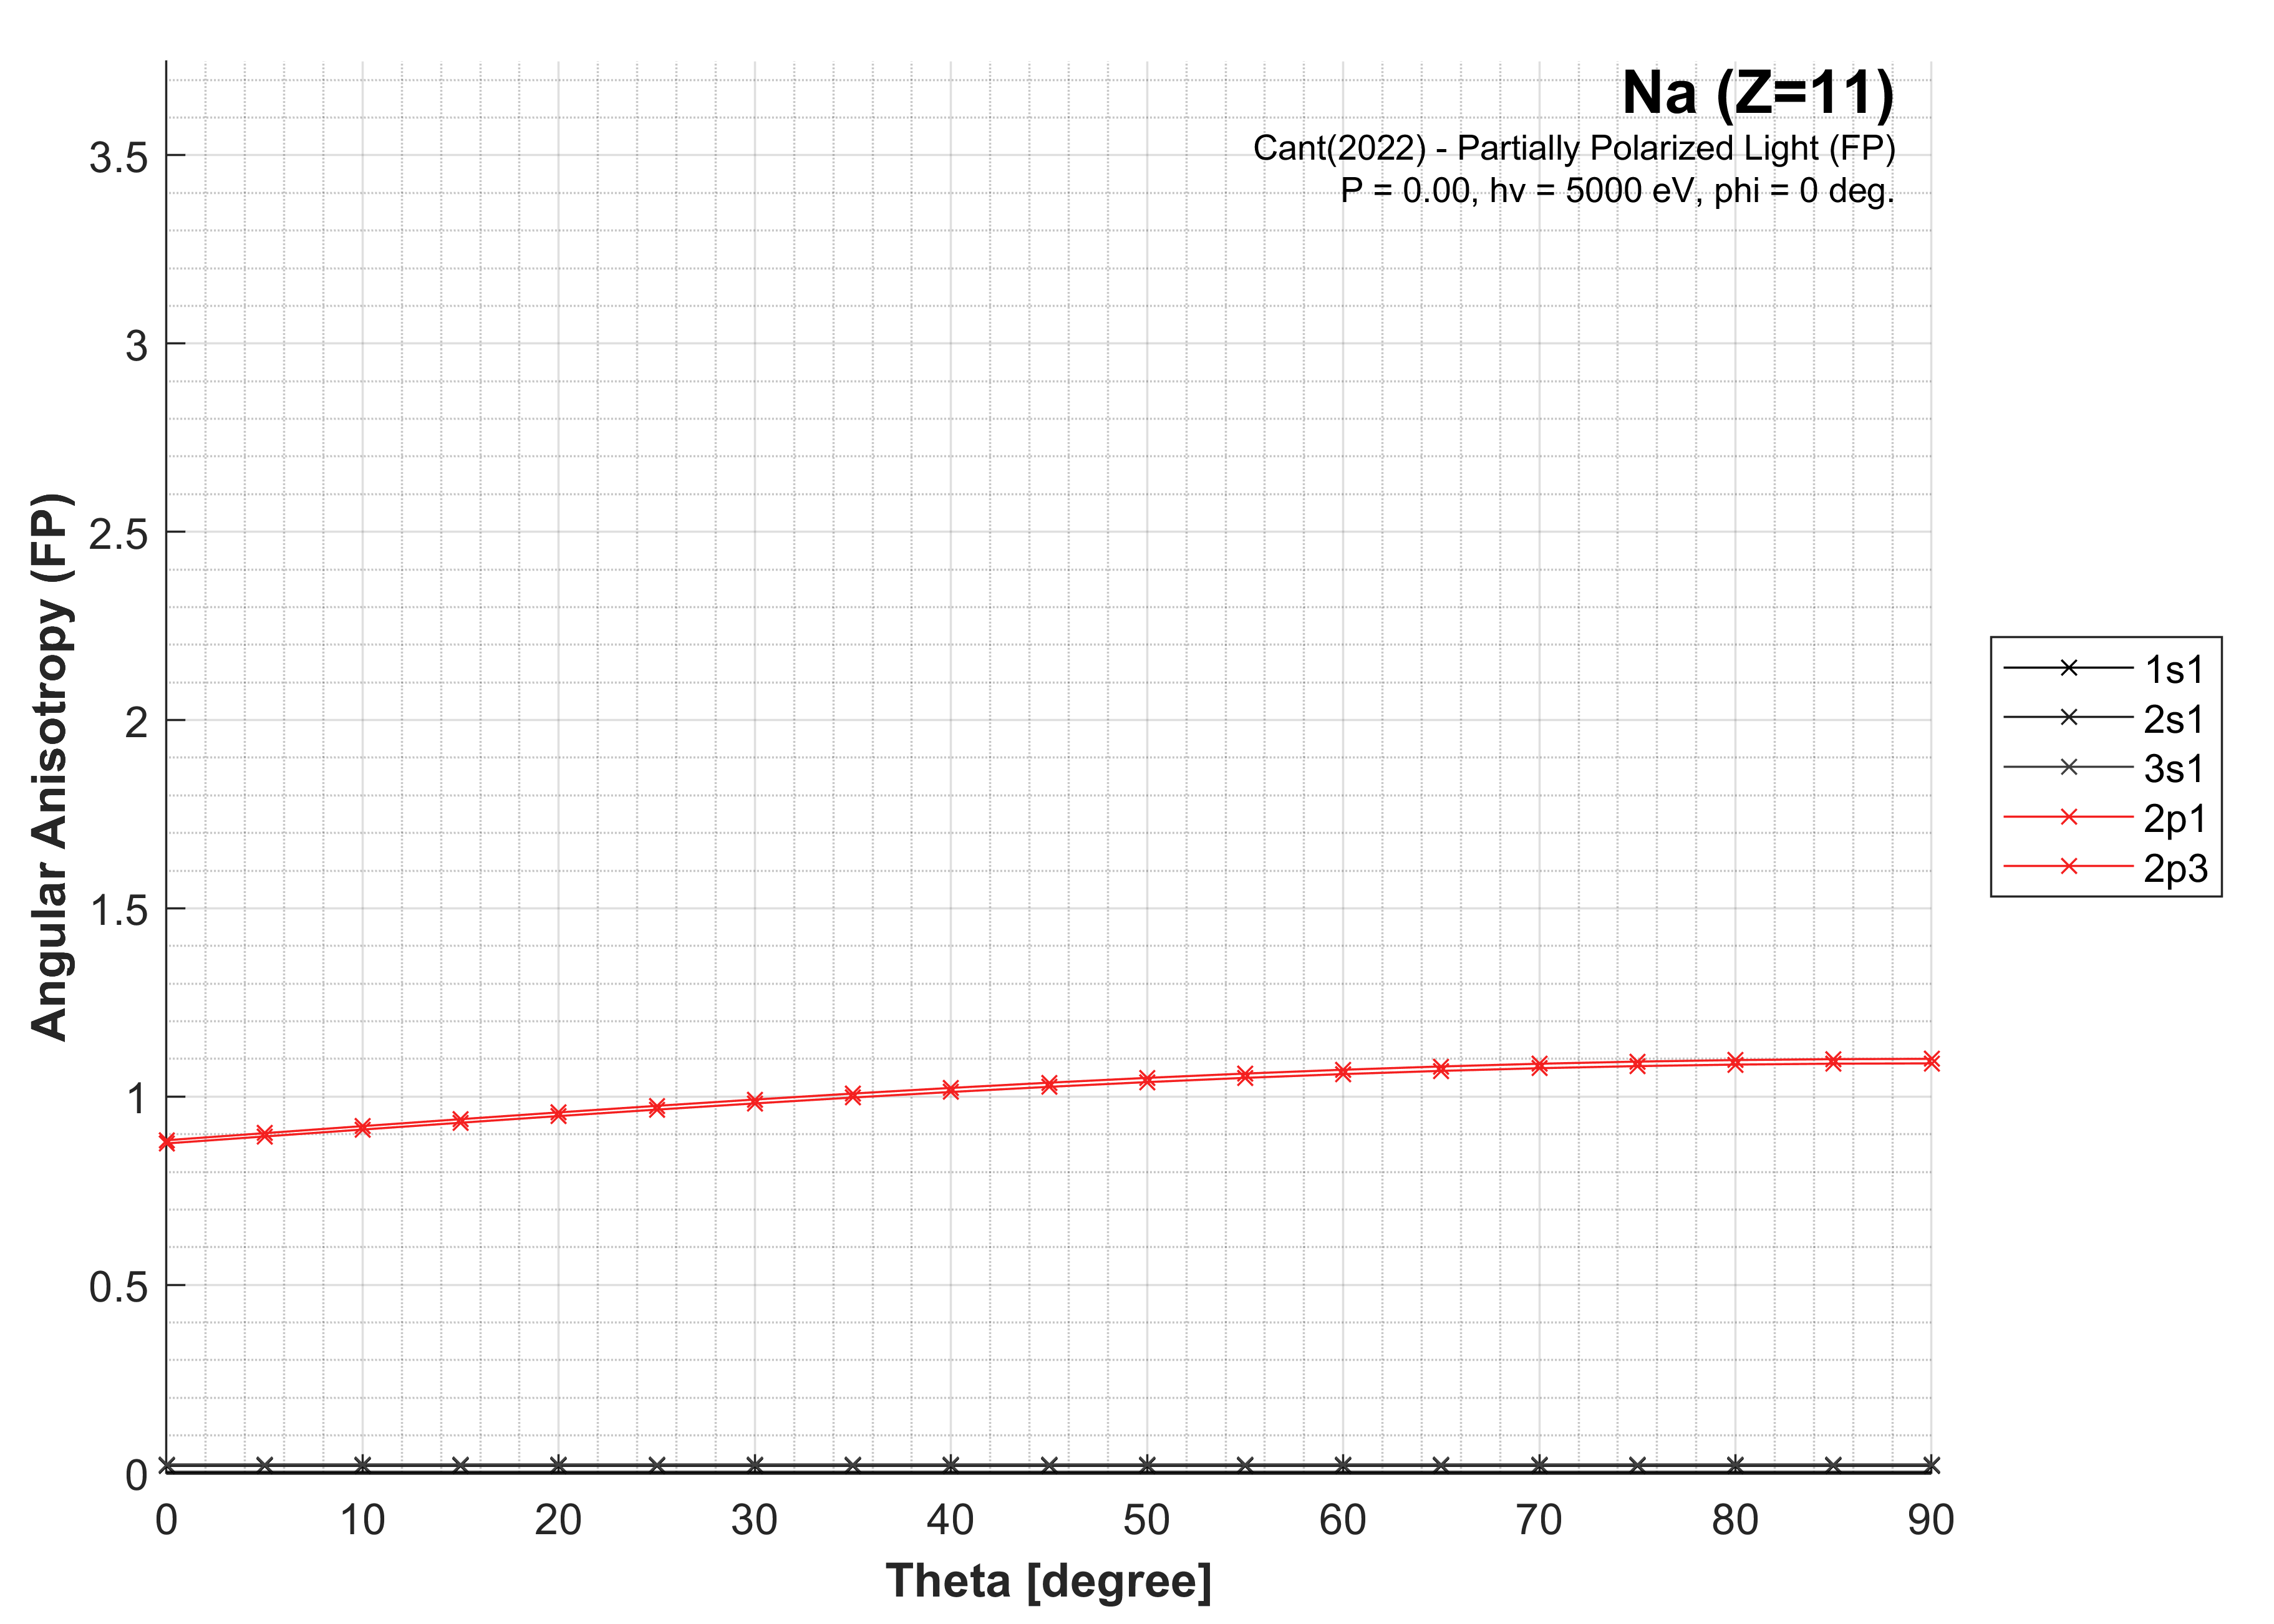 Na (Z=11)
Cant(2022) - Partially Polarized Light (FP)
P = 0.00, hv = 5000 eV, phi = 0 deg.
Angular Anisotropy (FP)
3.5
3
2.5
2
1.5
1
0.5
0
0 10 20 30 40 50 60 70 80 90
Theta [degree]
1s1
2s1
3s1
2p1
2p3